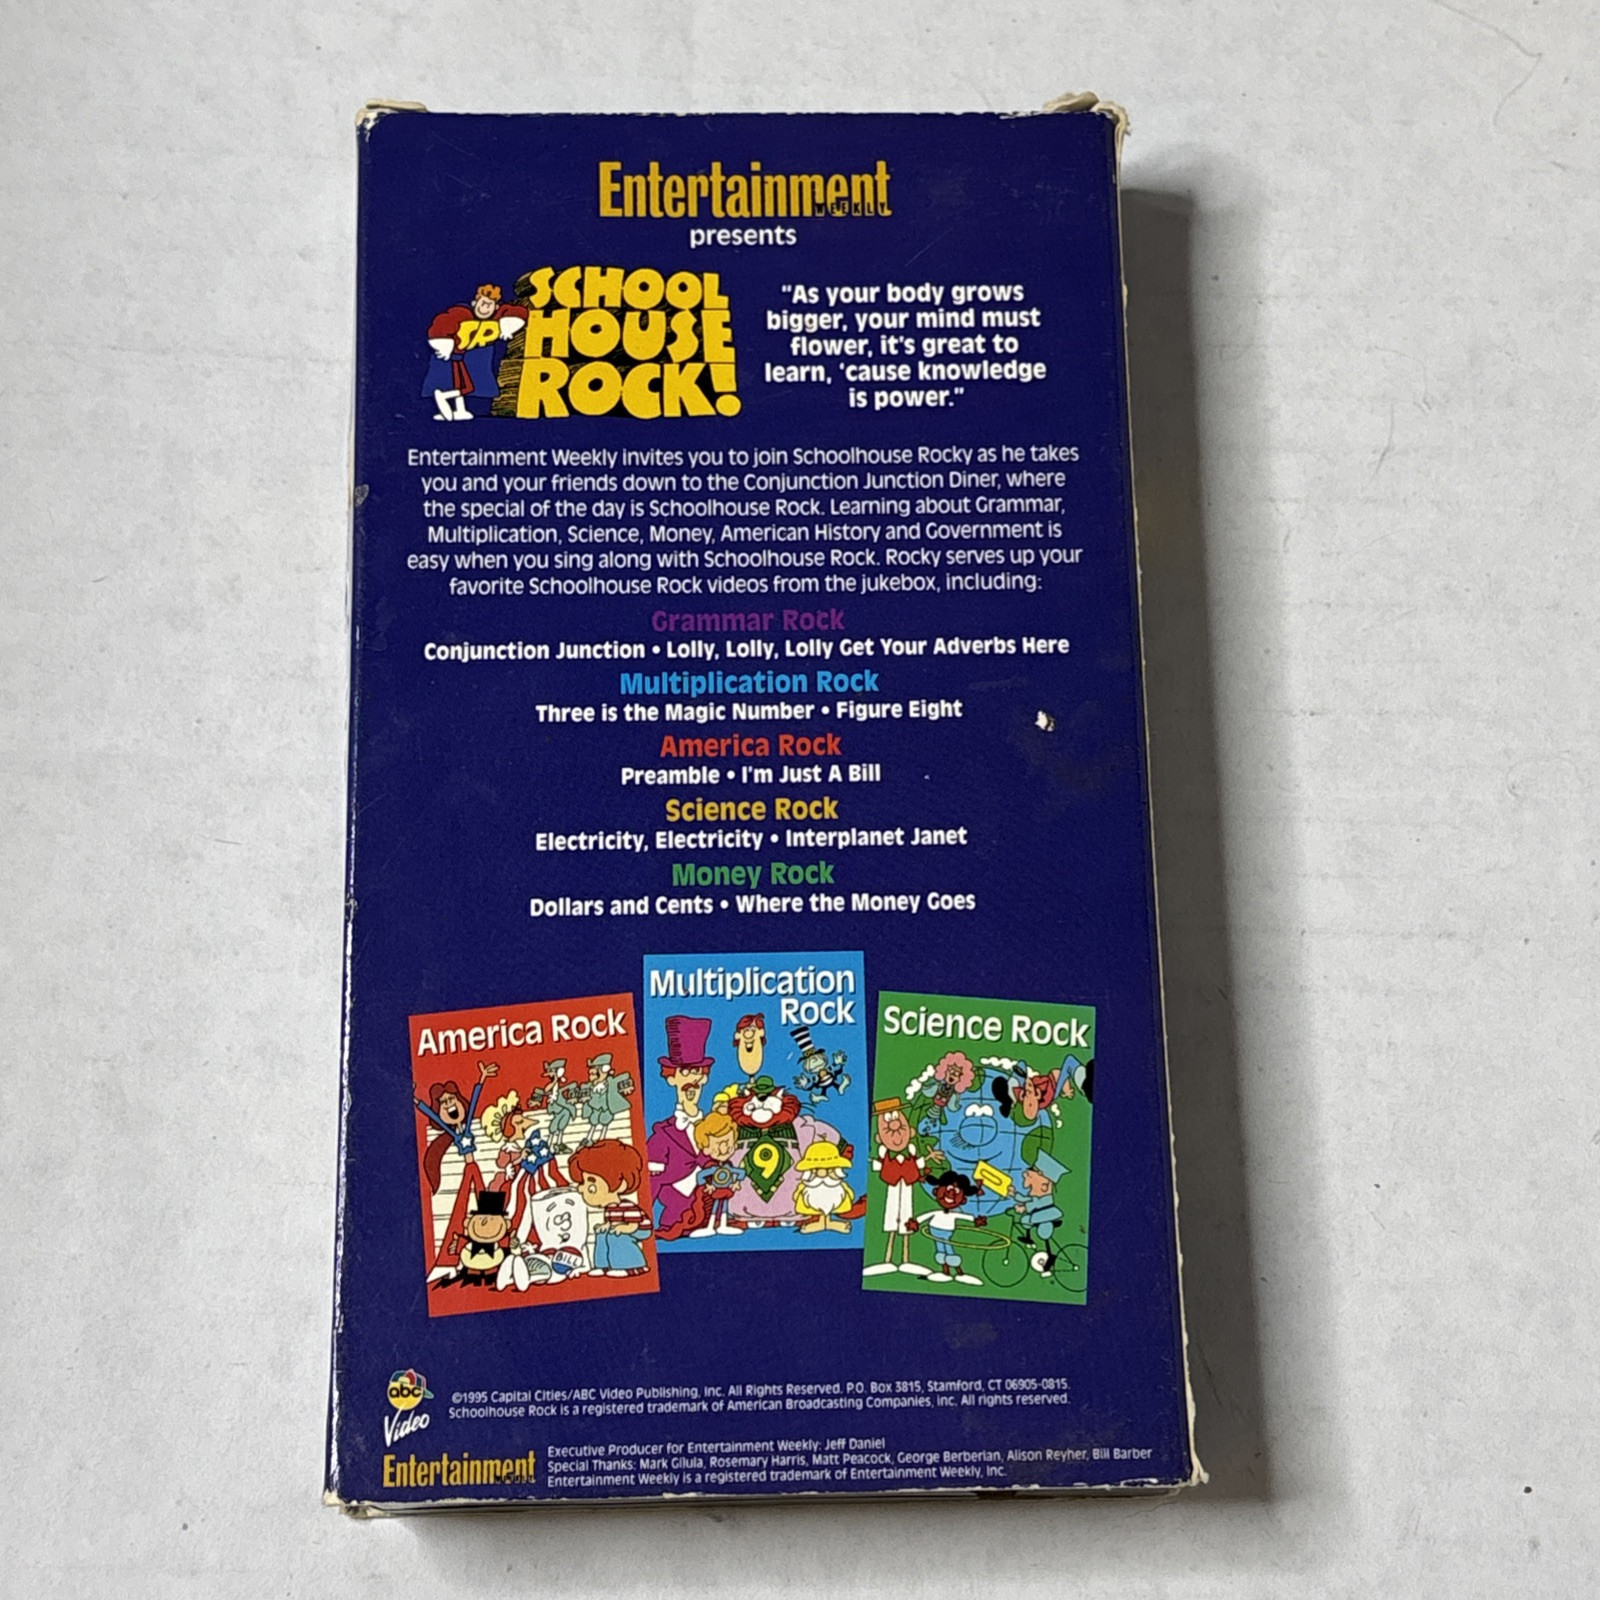 Entertainment
WEEKLY
presents
SCHOOL
HOUSE
ROCK!
SR
"As your body grows
bigger, your mind must
flower, it's great to
learn, 'cause knowledge
is power."
Entertainment Weekly invites you to join Schoolhouse Rocky as he takes
you and your friends down to the Conjunction Junction Diner, where
the special of the day is Schoolhouse Rock. Learning about Grammar,
Multiplication, Science, Money, American History and Government is
easy when you sing along with Schoolhouse Rock. Rocky serves up your
favorite Schoolhouse Rock videos from the jukebox, including:
Grammar Rock
Conjunction Junction • Lolly, Lolly, Lolly Get Your Adverbs Here
Multiplication Rock
Three is the Magic Number • Figure Eight
America Rock
Preamble • I'm Just A Bill
Science Rock
Electricity, Electricity • Interplanet Janet
Money Rock
Dollars and Cents • Where the Money Goes
America Rock
BILL
Multiplication
Rock
9
Science Rock
abc
Video
©1995 Capital Cities/ABC Video Publishing, Inc. All Rights Reserved. P.O. Box 3815, Stamford, CT 06905-0815.
Schoolhouse Rock is a registered trademark of American Broadcasting Companies, Inc. All rights reserved.
Entertainment
WEEKLY
Executive Producer for Entertainment Weekly: Jeff Daniel
Special Thanks: Mark Gilula, Rosemary Harris, Matt Peacock, George Berberian, Alison Reyher, Bill Barber
Entertainment Weekly is a registered trademark of Entertainment Weekly, Inc.